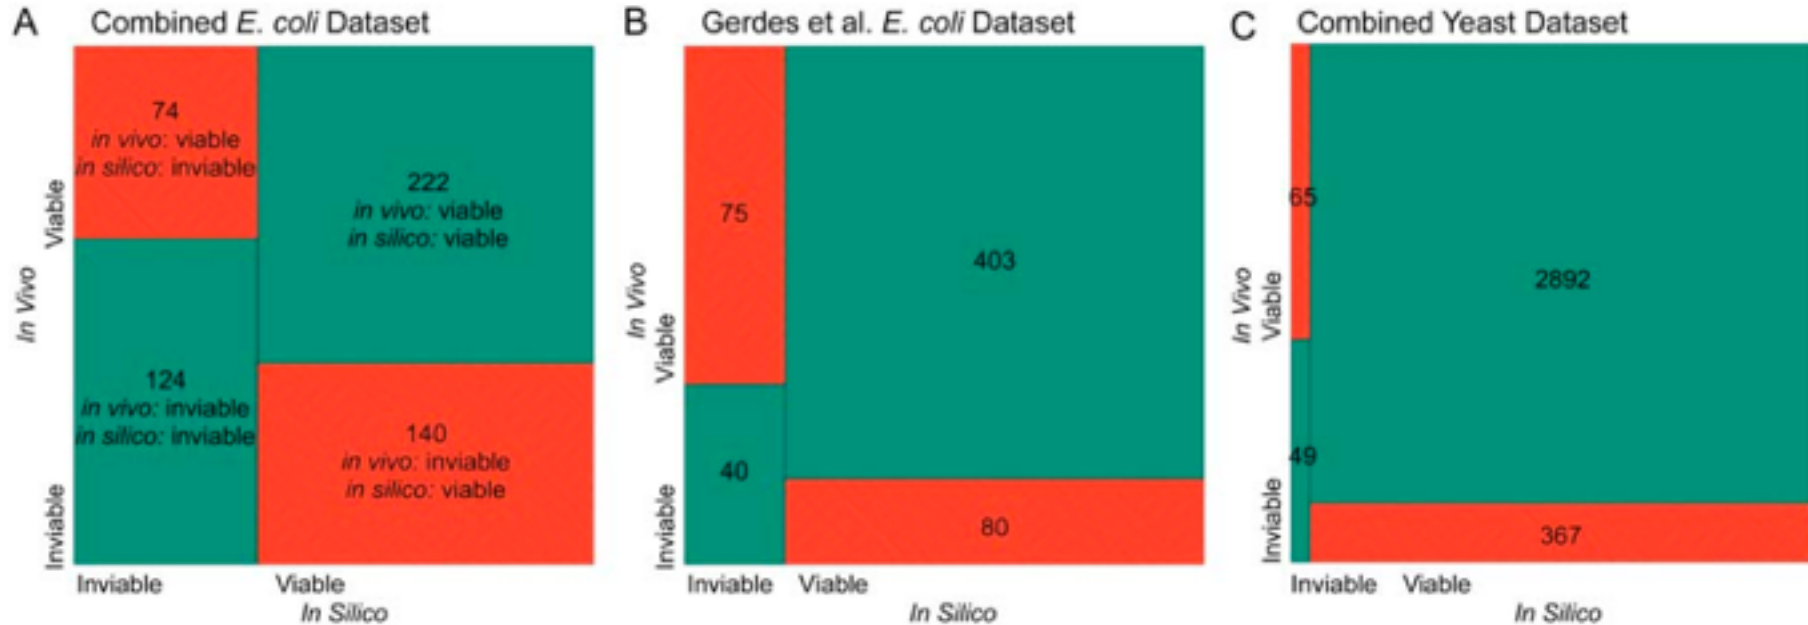 A Combined E. coli Dataset
74
in vivo: viable
in silico: inviable
222
in vivo: viable
in silico: viable
124
in vivo: inviable
in silico: inviable
140
in vivo: inviable
in silico: viable
Viable
In Vivo
Inviable
Inviable Viable
In Silico
B Gerdes et al. E. coli Dataset
75
403
40
80
In Vivo
Viable
Inviable
Inviable Viable
In Silico
C Combined Yeast Dataset
65
2892
49
367
In Vivo
Viable
Inviable
Inviable Viable
In Silico